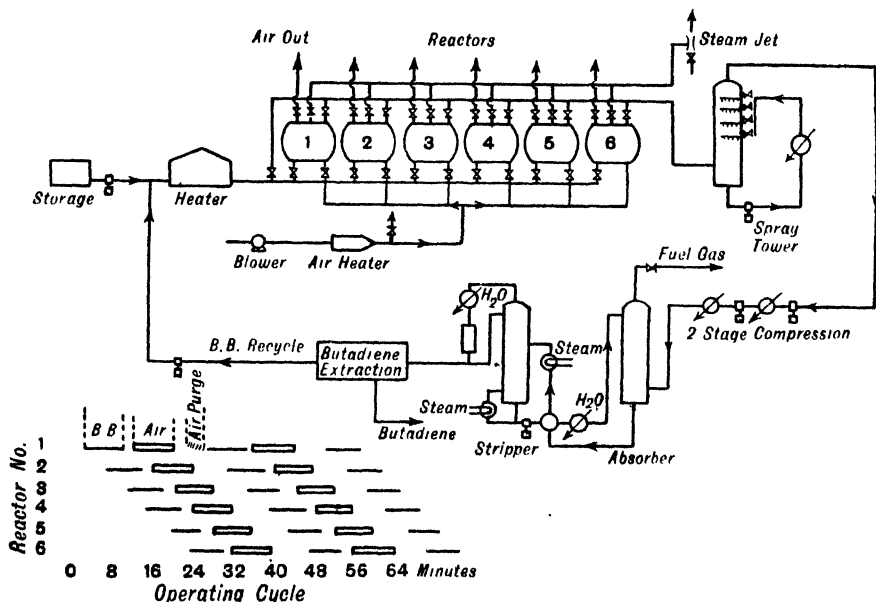 Air Out
Reactors
Steam Jet
1 2 3 4 5 6
Storage
Heater
Spray
Tower
Blower
Air Heater
Fuel Gas
H₂O
2 Stage Compression
B.B. Recycle
Butadiene
Extraction
Steam
Air Purge
H₂O
Steam
B B
Air
Butadiene
Stripper
Absorber
Reactor No.
1
2
3
4
5
6
0 8 16 24 32 40 48 56 64 Minutes
Operating Cycle